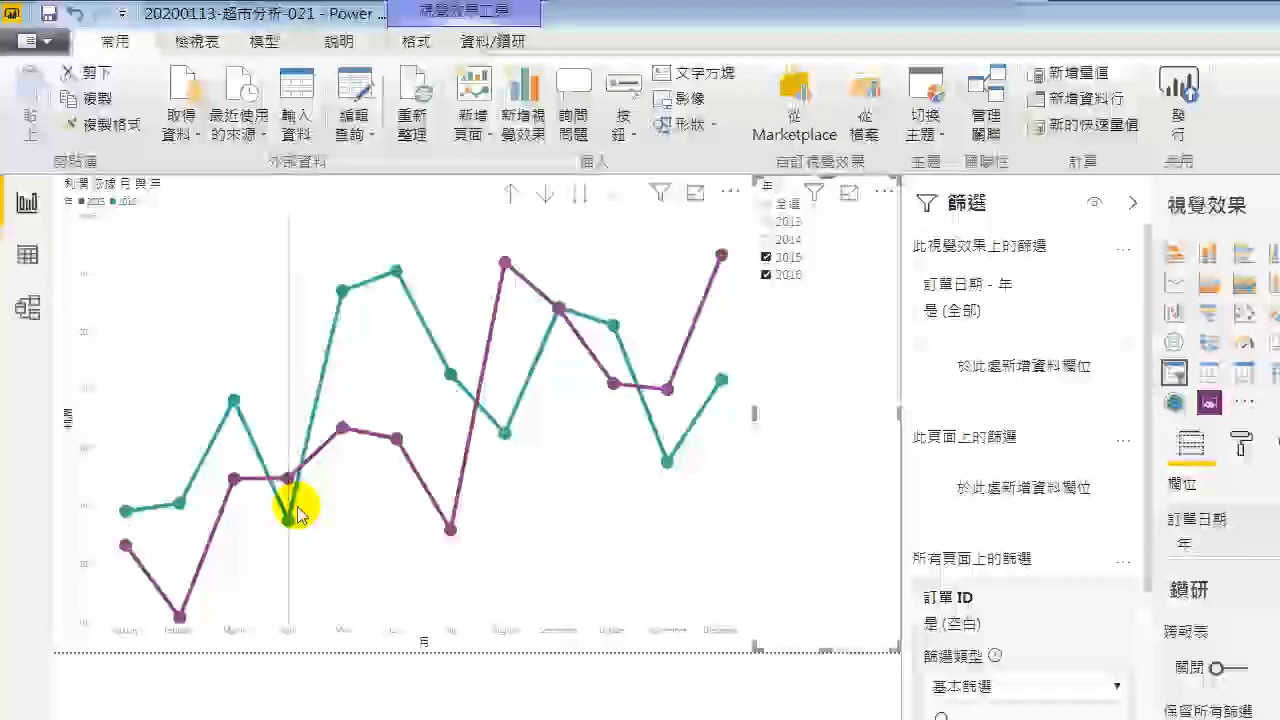 20200113-超市分析-021 - Power ...
視覺效果工具
常用
檢視表
模型
說明
格式
資料/鑽研
貼上
剪下
複製
複製格式
取得資料
最近使用的來源
輸入資料
編輯查詢
重新整理
新增頁面
新增視覺效果
詢問問題
按鈕
文字方塊
影像
形狀
從 Marketplace
從檔案
切換主題
管理關聯
新增量值
新增資料行
新的快速量值
發行
剪貼簿
外部資料
插入
自訂視覺效果
主題
關聯性
計算
共用
年
全選
2013
2014
2015
2016
月
篩選
此視覺效果上的篩選
...
訂單日期 - 年
是 (全部)
於此處新增資料欄位
此頁面上的篩選
...
於此處新增資料欄位
所有頁面上的篩選
...
訂單 ID
是 (空白)
篩選類型
基本篩選
視覺效果
欄位
訂單日期
年
鑽研
跨報表
關閉
保留所有篩選